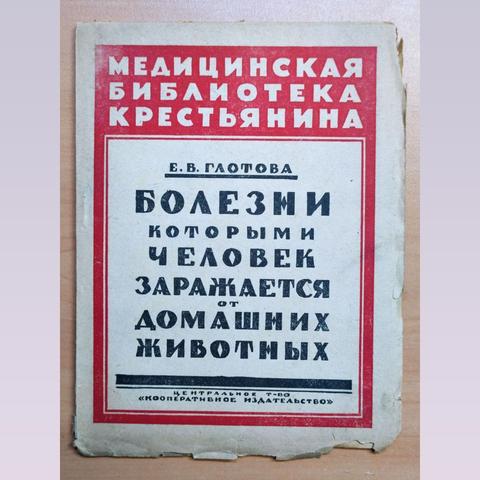 МЕДИЦИНСКАЯ
БИБЛИОТЕКА
КРЕСТЬЯНИНА
Е. В. ГЛОТОВА
БОЛЕЗНИ
КОТОРЫМИ
ЧЕЛОВЕК
ЗАРАЖАЕТСЯ
ОТ
ДОМАШНИХ
ЖИВОТНЫХ
ЦЕНТРАЛЬНОЕ Т-ВО
«КООПЕРАТИВНОЕ ИЗДАТЕЛЬСТВО»